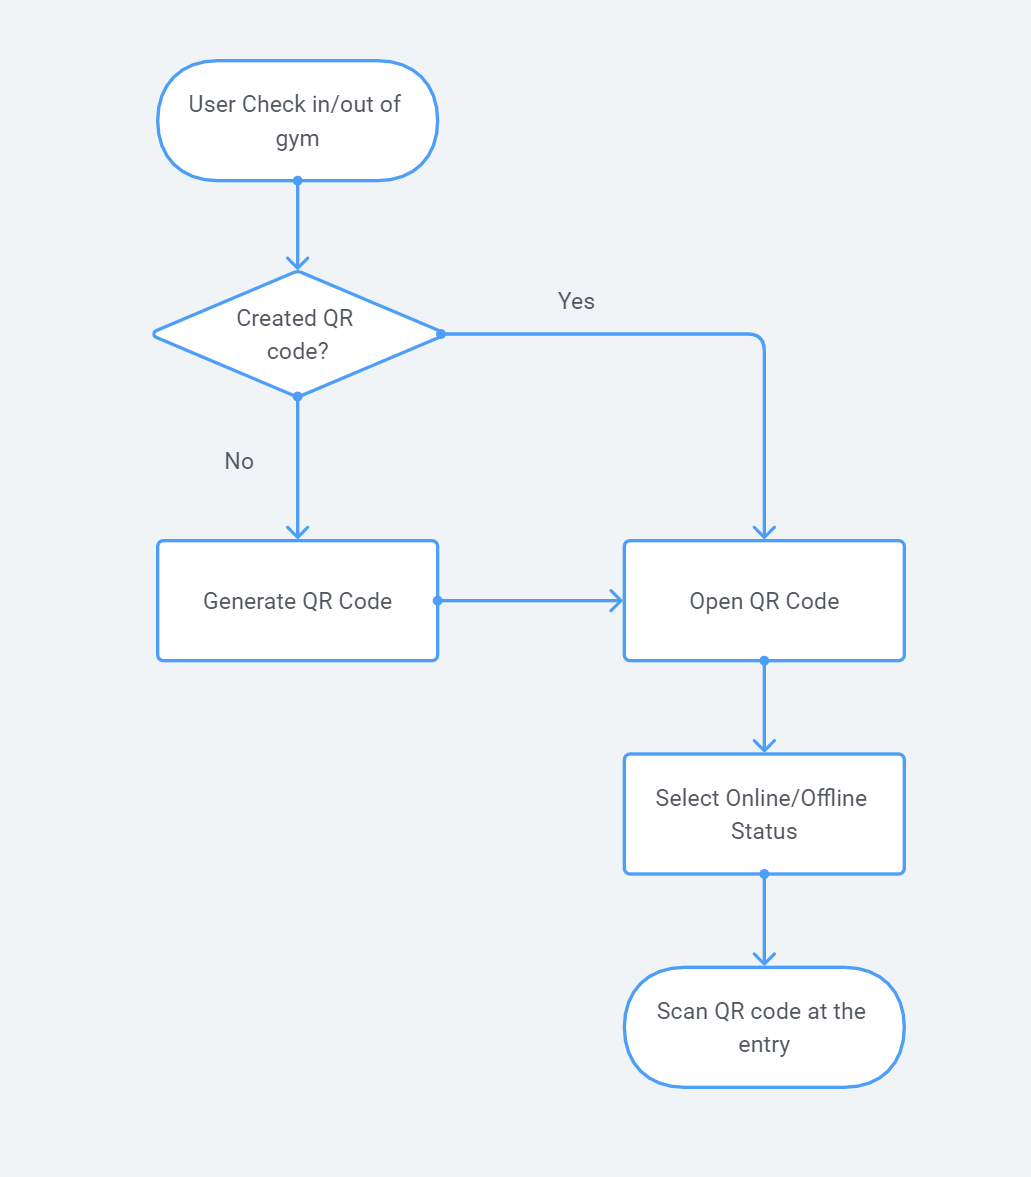 User Check in/out of
gym
Created QR
code?
Yes
No
Generate QR Code
Open QR Code
Select Online/Offline
Status
Scan QR code at the
entry